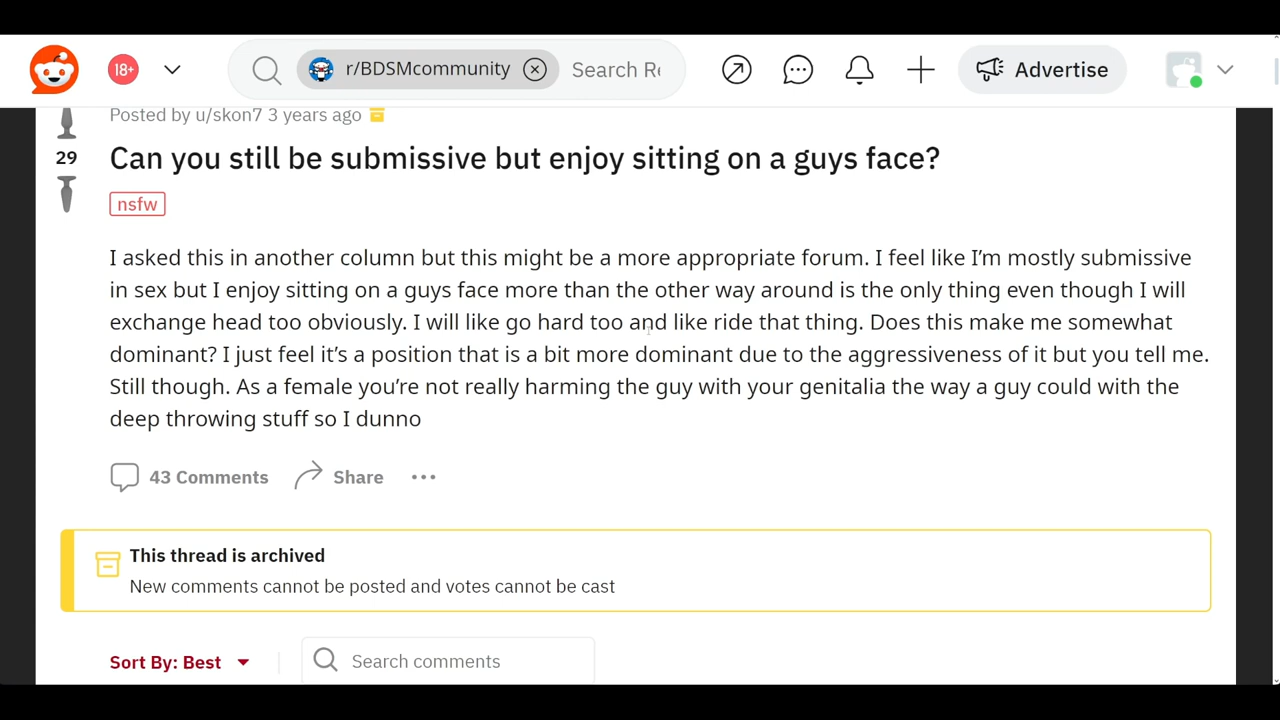 18+
r/BDSMcommunity
Search Re
Advertise
Posted by u/skon7 3 years ago
29
Can you still be submissive but enjoy sitting on a guys face?
nsfw
I asked this in another column but this might be a more appropriate forum. I feel like I’m mostly submissive
in sex but I enjoy sitting on a guys face more than the other way around is the only thing even though I will
exchange head too obviously. I will like go hard too and like ride that thing. Does this make me somewhat
dominant? I just feel it’s a position that is a bit more dominant due to the aggressiveness of it but you tell me.
Still though. As a female you’re not really harming the guy with your genitalia the way a guy could with the
deep throwing stuff so I dunno
43 Comments
Share
This thread is archived
New comments cannot be posted and votes cannot be cast
Sort By: Best
Search comments